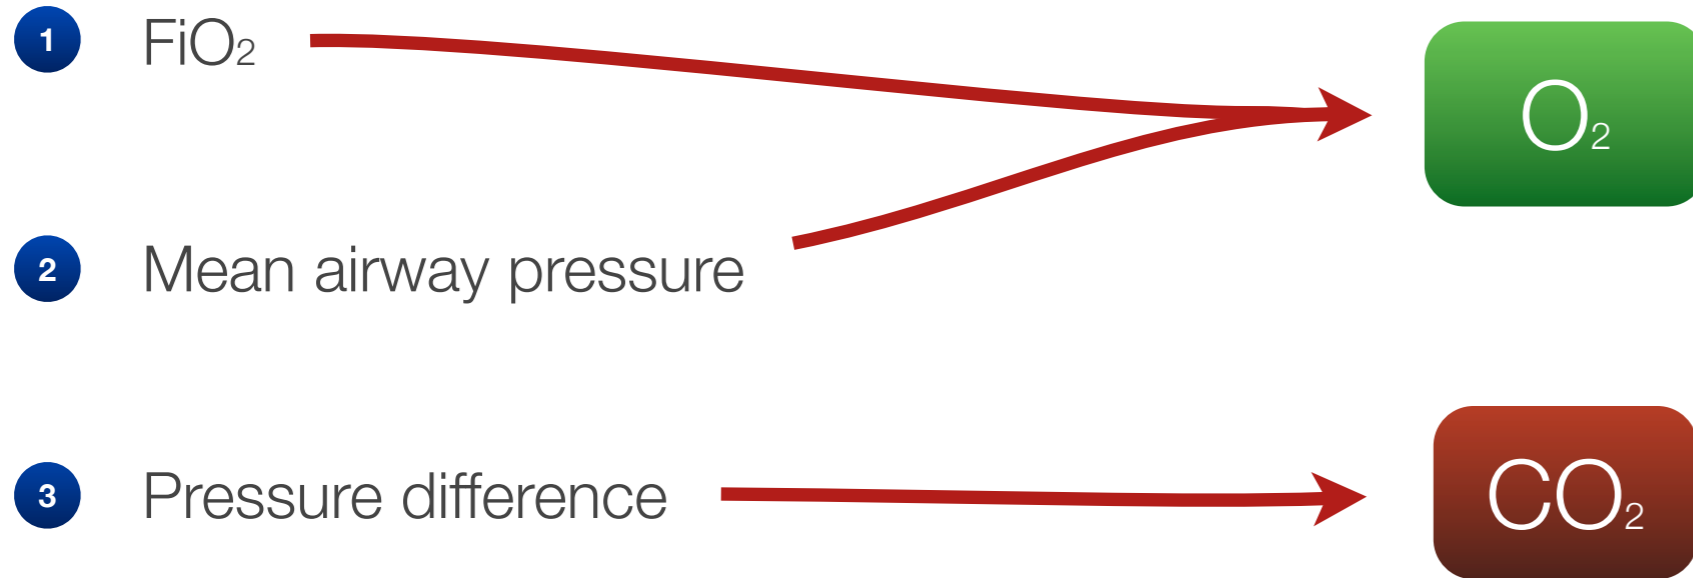 1 FiO₂
O₂
2 Mean airway pressure
3 Pressure difference
CO₂